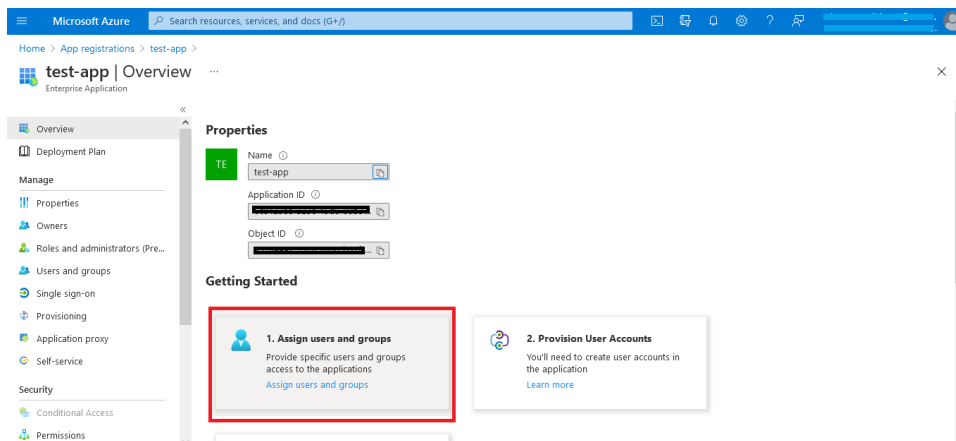 Microsoft Azure
Search resources, services, and docs (G+/)
Home > App registrations > test-app >
test-app | Overview ...
Enterprise Application
«
Overview
Deployment Plan
Manage
Properties
Owners
Roles and administrators (Pre...
Users and groups
Single sign-on
Provisioning
Application proxy
Self-service
Security
Conditional Access
Permissions
Properties
TE
Name
test-app
Application ID
Object ID
Getting Started
1. Assign users and groups
Provide specific users and groups
access to the applications
Assign users and groups
2. Provision User Accounts
You'll need to create user accounts in
the application
Learn more